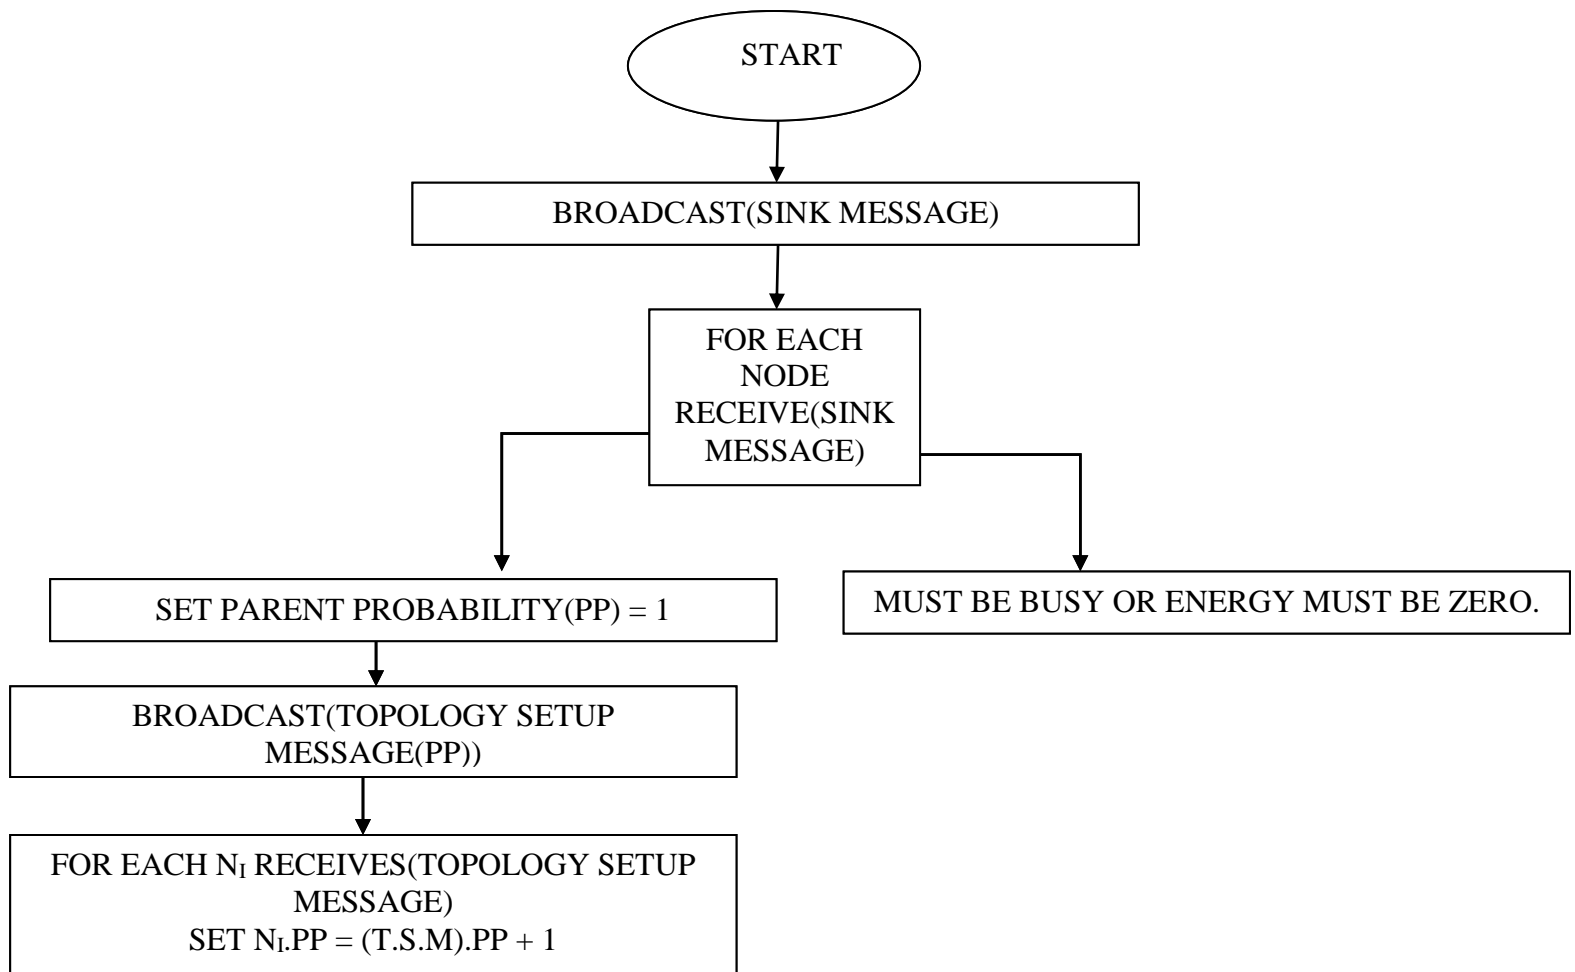 START
BROADCAST(SINK MESSAGE)
FOR EACH
NODE
RECEIVE(SINK
MESSAGE)
SET PARENT PROBABILITY(PP) = 1
MUST BE BUSY OR ENERGY MUST BE ZERO.
BROADCAST(TOPOLOGY SETUP
MESSAGE(PP))
FOR EACH NI RECEIVES(TOPOLOGY SETUP
MESSAGE)
SET NI.PP = (T.S.M).PP + 1